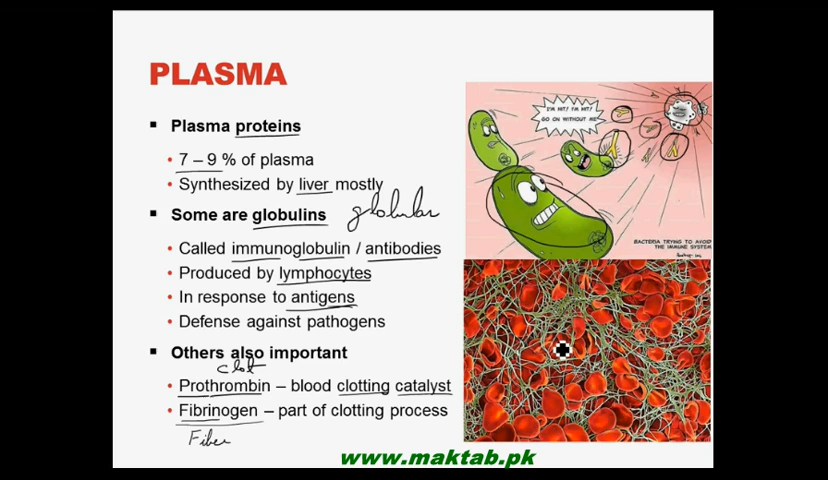 PLASMA
Plasma proteins
7 – 9 % of plasma
Synthesized by liver mostly
Some are globulins globular
Called immunoglobulin / antibodies
Produced by lymphocytes
In response to antigens
Defense against pathogens
Others also important
clot
Prothrombin – blood clotting catalyst
Fibrinogen – part of clotting process
Fiber
I'M HIT! I'M HIT!
GO ON WITHOUT ME
BACTERIA TRYING TO AVOID
THE IMMUNE SYSTEM
www.maktab.pk